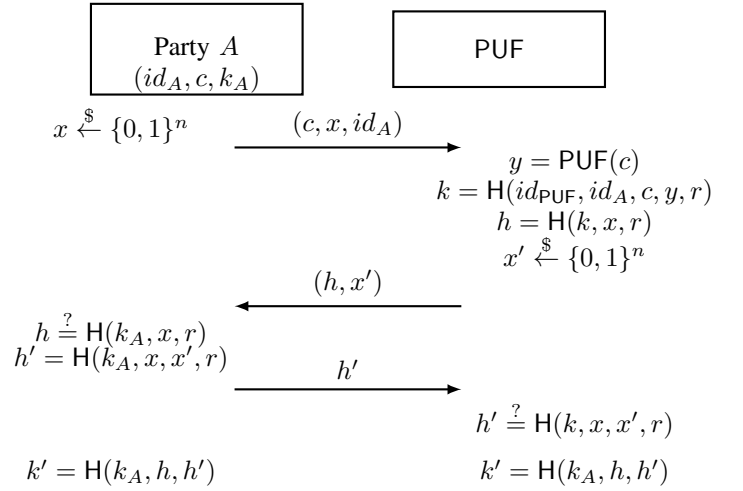 Party A
(id_A, c, k_A)
PUF
x ←$ {0, 1}^n
(c, x, id_A)
y = PUF(c)
k = H(id_PUF, id_A, c, y, r)
h = H(k, x, r)
x′ ←$ {0, 1}^n
(h, x′)
h ?= H(k_A, x, r)
h′ = H(k_A, x, x′, r)
h′
h′ ?= H(k, x, x′, r)
k′ = H(k_A, h, h′)
k′ = H(k_A, h, h′)